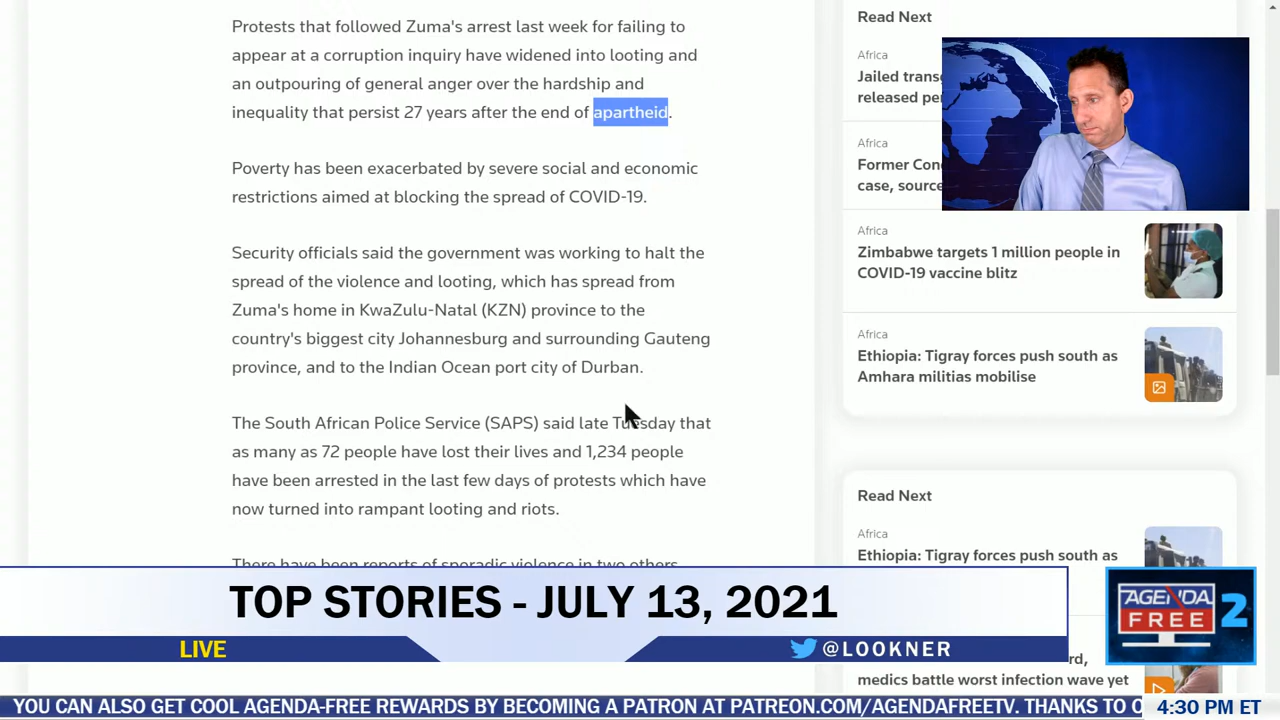 Protests that followed Zuma's arrest last week for failing to
appear at a corruption inquiry have widened into looting and
an outpouring of general anger over the hardship and
inequality that persist 27 years after the end of apartheid.
Poverty has been exacerbated by severe social and economic
restrictions aimed at blocking the spread of COVID-19.
Security officials said the government was working to halt the
spread of the violence and looting, which has spread from
Zuma's home in KwaZulu-Natal (KZN) province to the
country's biggest city Johannesburg and surrounding Gauteng
province, and to the Indian Ocean port city of Durban.
The South African Police Service (SAPS) said late Tuesday that
as many as 72 people have lost their lives and 1,234 people
have been arrested in the last few days of protests which have
now turned into rampant looting and riots.
There have been reports of sporadic violence in two others
Read Next
Africa
Jailed
released
Africa
Former
case,
Africa
Zimbabwe targets 1 million people in
COVID-19 vaccine blitz
Africa
Ethiopia: Tigray forces push south as
Amhara militias mobilise
Read Next
Africa
Ethiopia: Tigray forces push south as
medics battle worst infection wave yet
TOP STORIES - JULY 13, 2021
LIVE
@LOOKNER
AGENDA
FREE 2
YOU CAN ALSO GET COOL AGENDA-FREE REWARDS BY BECOMING A PATRON AT PATREON.COM/AGENDAFREETV. THANKS TO
4:30 PM ET